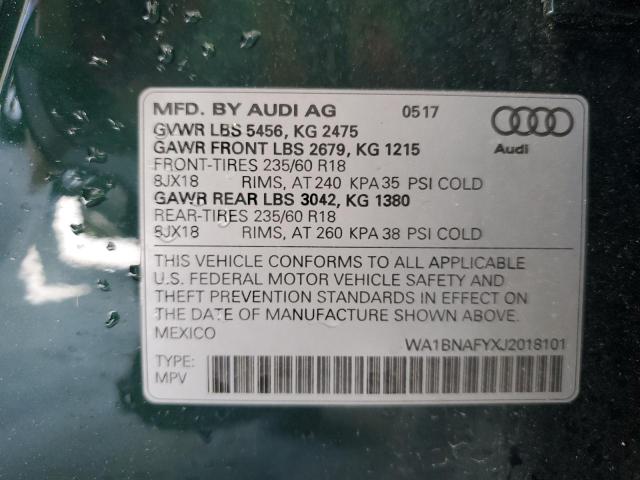 MFD. BY AUDI AG 0517
GVWR LBS 5456, KG 2475
GAWR FRONT LBS 2679, KG 1215
FRONT-TIRES 235/60 R18
8JX18 RIMS, AT 240 KPA 35 PSI COLD
GAWR REAR LBS 3042, KG 1380
REAR-TIRES 235/60 R18
8JX18 RIMS, AT 260 KPA 38 PSI COLD
Audi
THIS VEHICLE CONFORMS TO ALL APPLICABLE
U.S. FEDERAL MOTOR VEHICLE SAFETY AND
THEFT PREVENTION STANDARDS IN EFFECT ON
THE DATE OF MANUFACTURE SHOWN ABOVE.
MEXICO WA1BNAFYXJ2018101
TYPE:
MPV